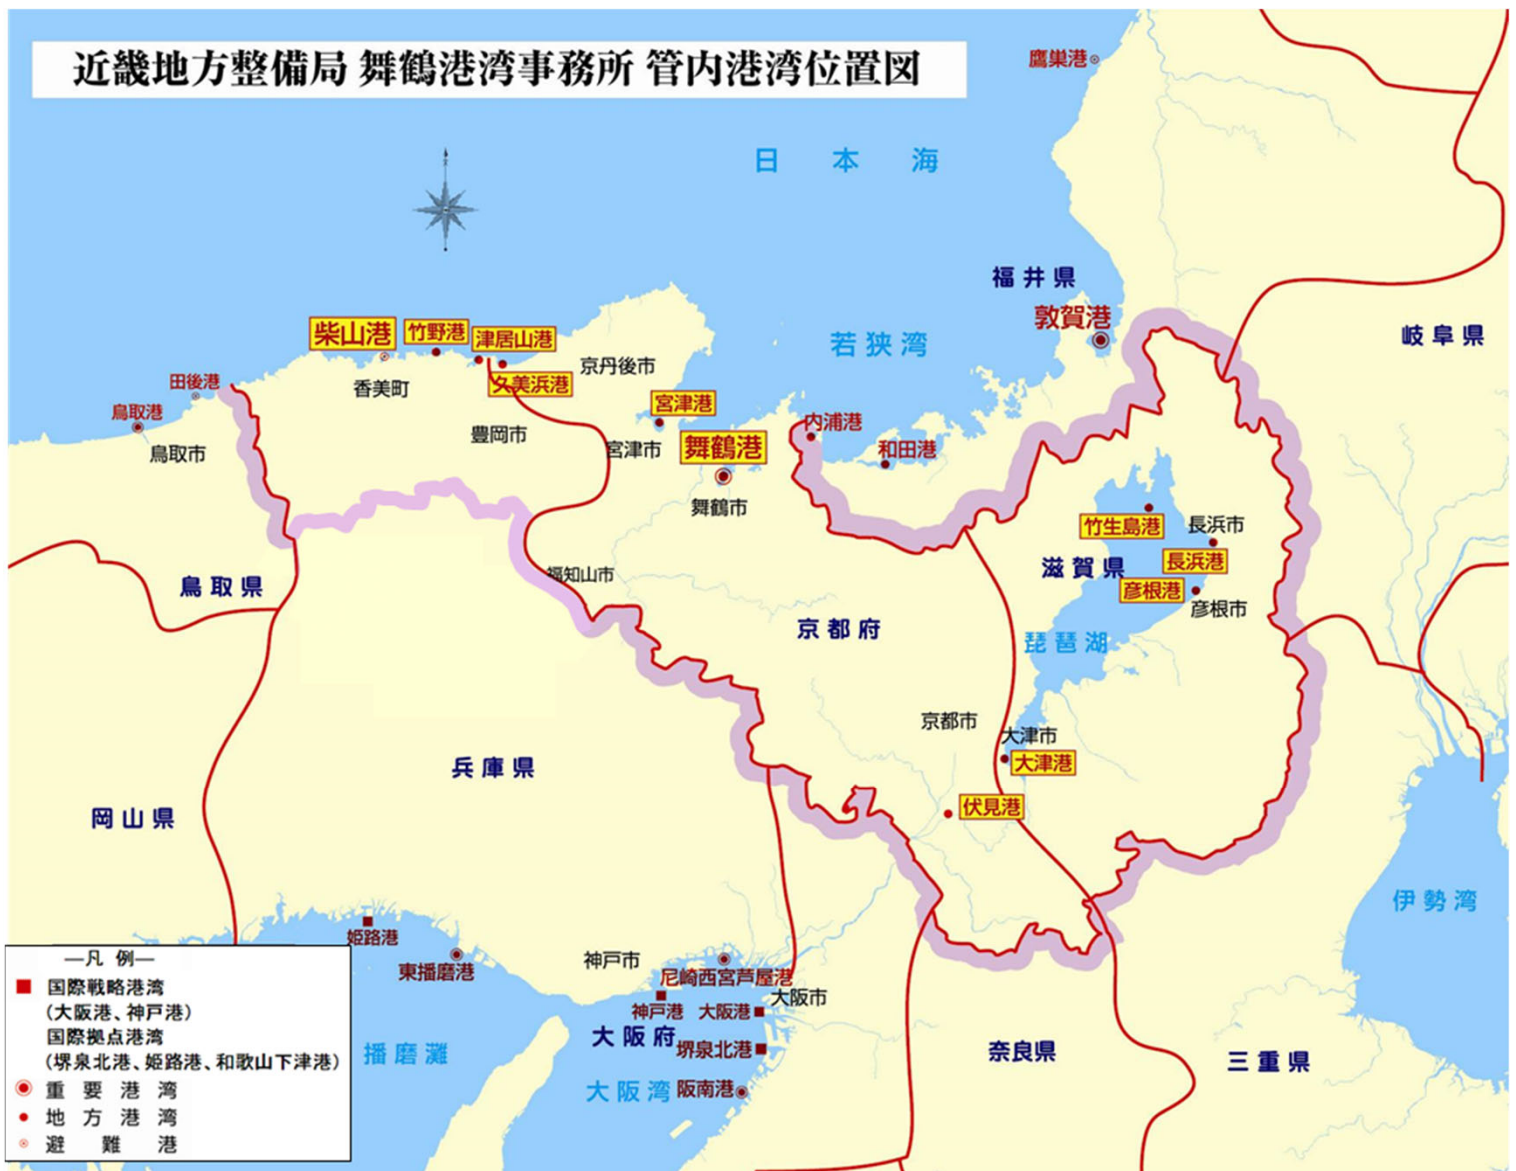 近畿地方整備局 舞鶴港湾事務所 管内港湾位置図
鷹巣港
日本海
福井県
敦賀港
若狭湾
岐阜県
柴山港
竹野港
津居山港
久美浜港
京丹後市
香美町
田後港
鳥取港
鳥取市
豊岡市
宮津港
宮津市
舞鶴港
舞鶴市
内浦港
和田港
竹生島港
長浜市
長浜港
滋賀県
彦根港
彦根市
琵琶湖
鳥取県
福知山市
京都府
京都市
大津市
大津港
伏見港
兵庫県
岡山県
伊勢湾
姫路港
東播磨港
神戸市
尼崎西宮芦屋港
大阪市
神戸港
大阪港
大阪府
堺泉北港
播磨灘
大阪湾
阪南港
奈良県
三重県
―凡 例―
国際戦略港湾
(大阪港、神戸港)
国際拠点港湾
(堺泉北港、姫路港、和歌山下津港)
重要港湾
地方港湾
避難港